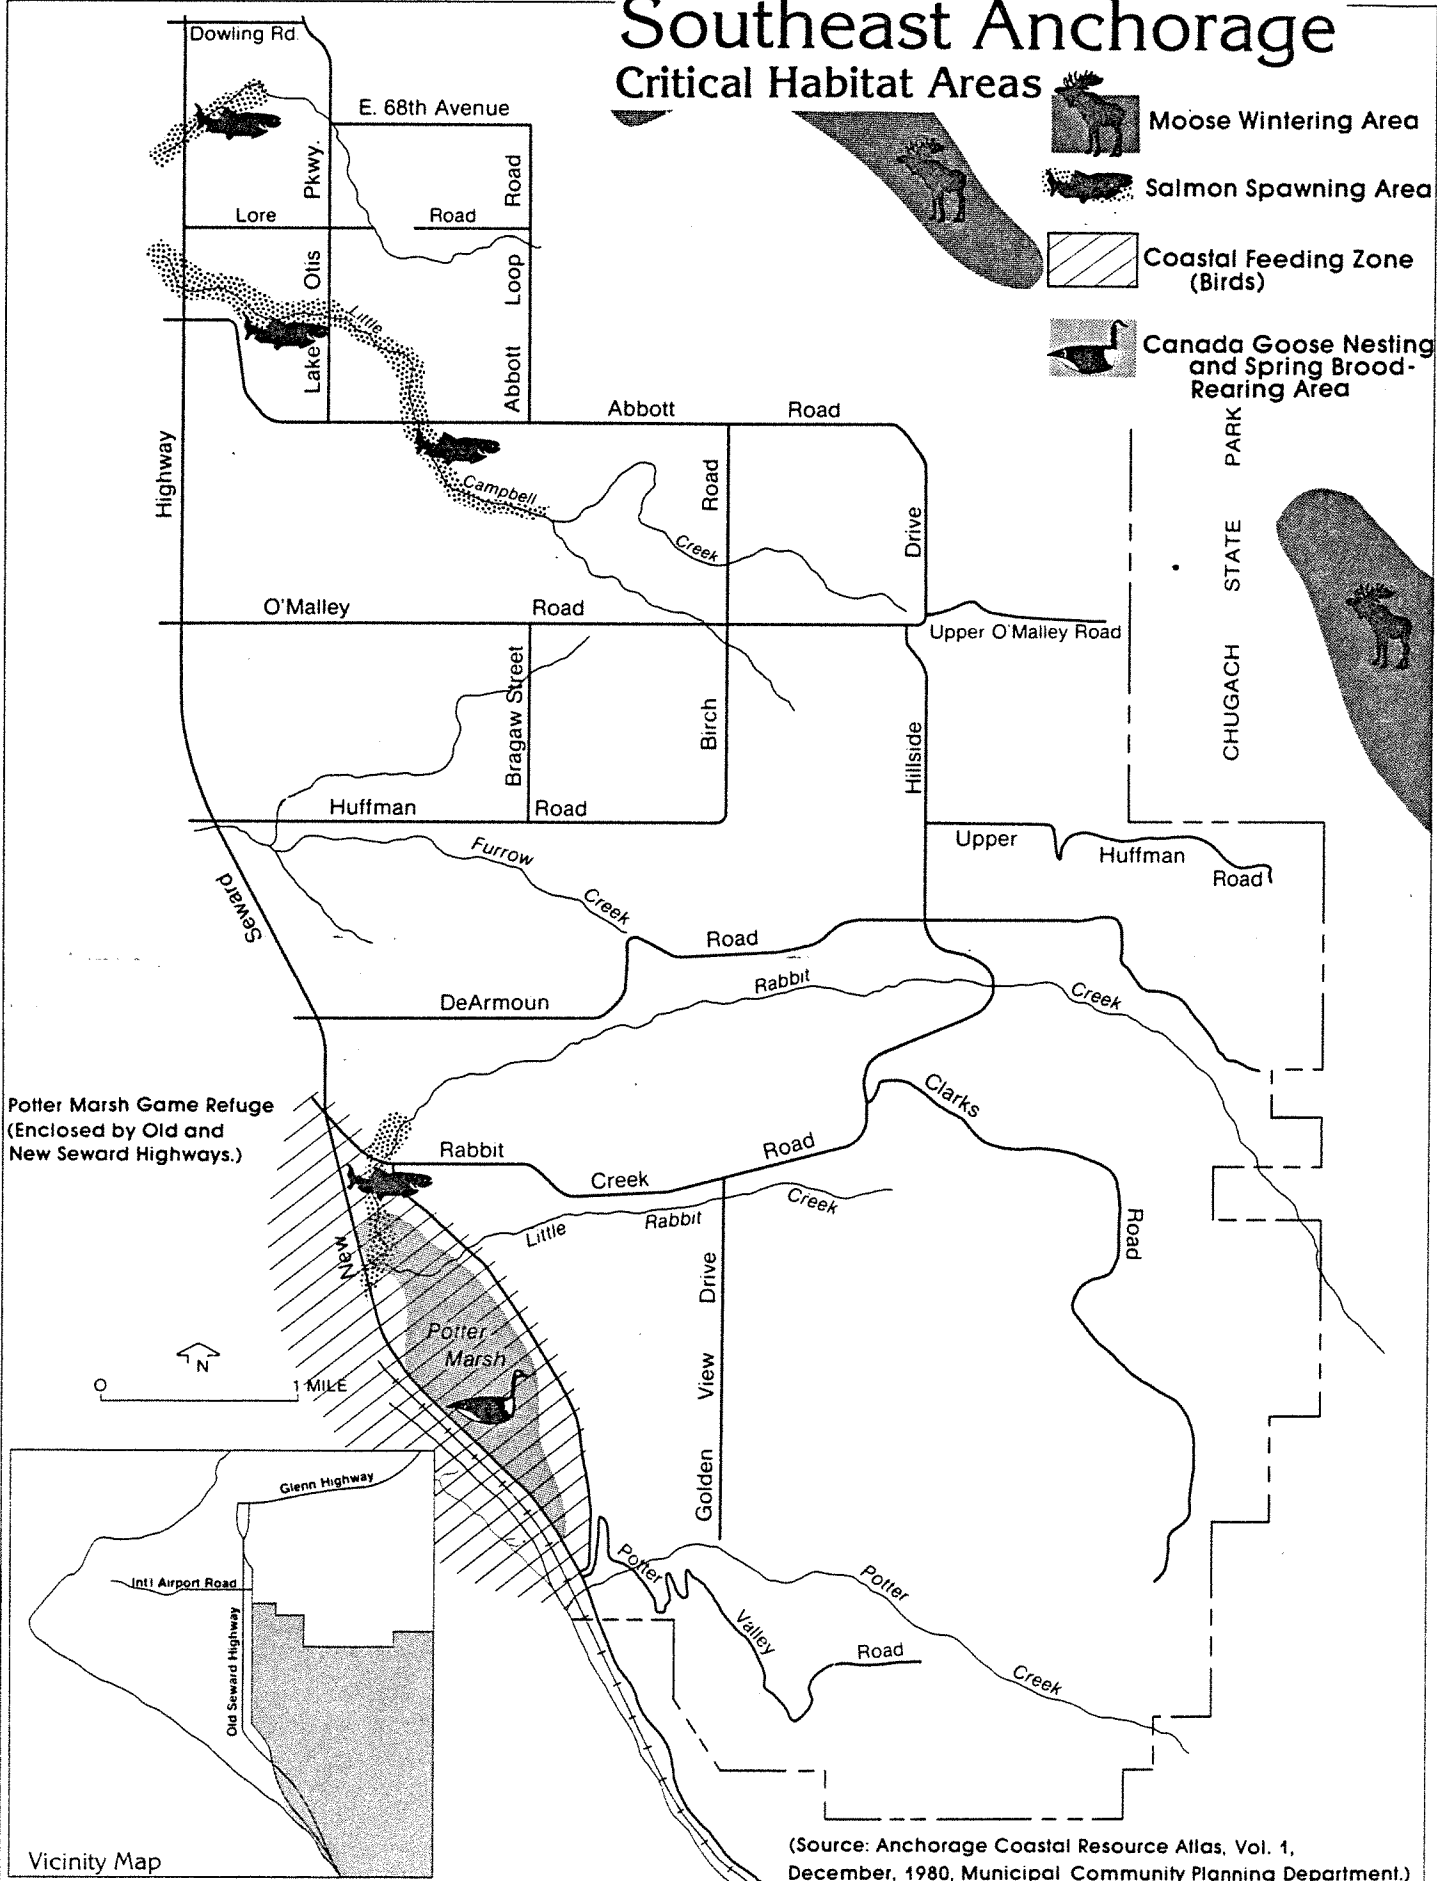 Southeast Anchorage
Critical Habitat Areas
Moose Wintering Area
Salmon Spawning Area
Coastal Feeding Zone
(Birds)
Canada Goose Nesting
and Spring Brood-
Rearing Area
Dowling Rd.
E. 68th Avenue
Lake Otis Pkwy.
Abbott Loop Road
Lore Road
Little Campbell Creek
Abbott Road
Highway
Birch Road
Hillside Drive
CHUGACH STATE PARK
O'Malley Road
Upper O'Malley Road
Bragaw Street
Huffman Road
Upper Huffman Road
Furrow Creek
New Seward
DeArmoun Road
Rabbit Creek
Clarks Road
Potter Marsh Game Refuge
(Enclosed by Old and
New Seward Highways.)
Rabbit Creek Road
Little Rabbit Creek
Golden View Drive
Potter
Marsh
N
0 1 MILE
Potter Valley Road
Potter Creek
Glenn Highway
Int'l Airport Road
Old Seward Highway
Vicinity Map
(Source: Anchorage Coastal Resource Atlas, Vol. 1,
December, 1980, Municipal Community Planning Department.)